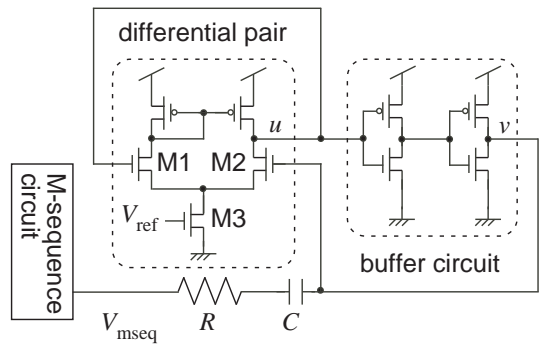 differential pair
u
v
M1
M2
V_ref
M3
M-sequence
circuit
buffer circuit
V_mseq
R
C